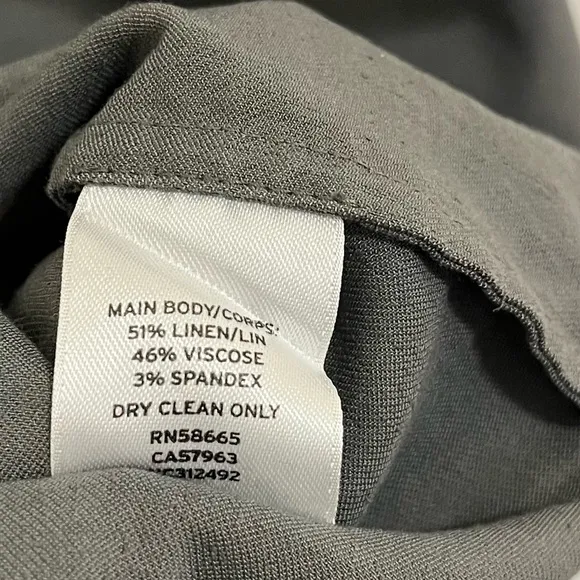 MAIN BODY/CORPS:
51% LINEN/LIN
46% VISCOSE
3% SPANDEX
DRY CLEAN ONLY
RN58665
CA57963